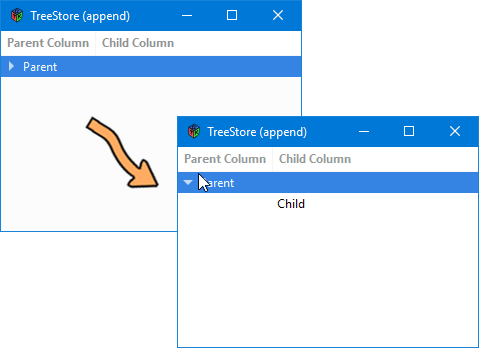 TreeStore (append)
Parent Column Child Column
Parent
TreeStore (append)
Parent Column Child Column
Parent
Child